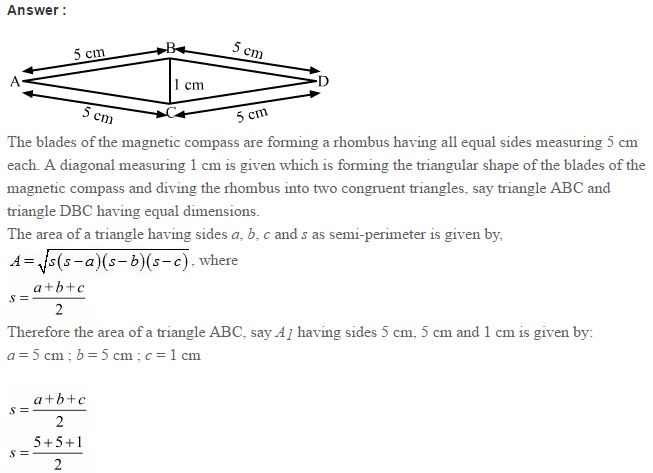 Answer :
5 cm B 5 cm
A 1 cm D
5 cm C 5 cm
The blades of the magnetic compass are forming a rhombus having all equal sides measuring 5 cm
each. A diagonal measuring 1 cm is given which is forming the triangular shape of the blades of the
magnetic compass and diving the rhombus into two congruent triangles, say triangle ABC and
triangle DBC having equal dimensions.
The area of a triangle having sides a, b, c and s as semi-perimeter is given by,
A = √s(s−a)(s−b)(s−c), where
s = a+b+c
2
Therefore the area of a triangle ABC, say A1 having sides 5 cm, 5 cm and 1 cm is given by:
a = 5 cm ; b = 5 cm ; c = 1 cm
s = a+b+c
2
s = 5+5+1
2